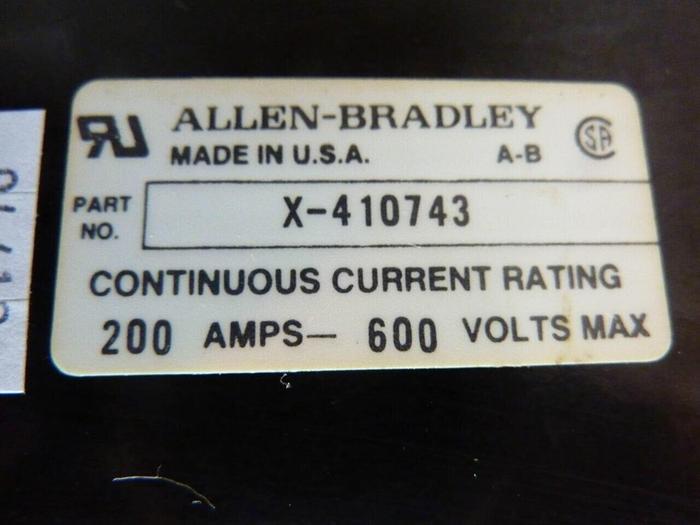 ALLEN-BRADLEY
MADE IN U.S.A. A-B
PART NO. X-410743
CONTINUOUS CURRENT RATING
200 AMPS— 600 VOLTS MAX